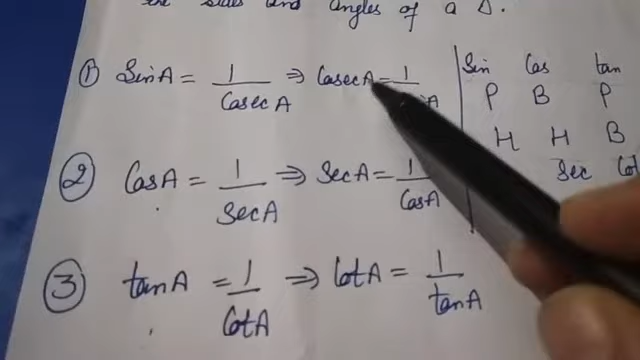 the sides and angles of a Δ.
① SinA = 1/CosecA ⇒ CosecA = 1/
② CosA = 1/SecA ⇒ SecA = 1/CosA
③ tanA = 1/CotA ⇒ CotA = 1/tanA
Sin Cos tan
P B P
H H B
Sec Cot